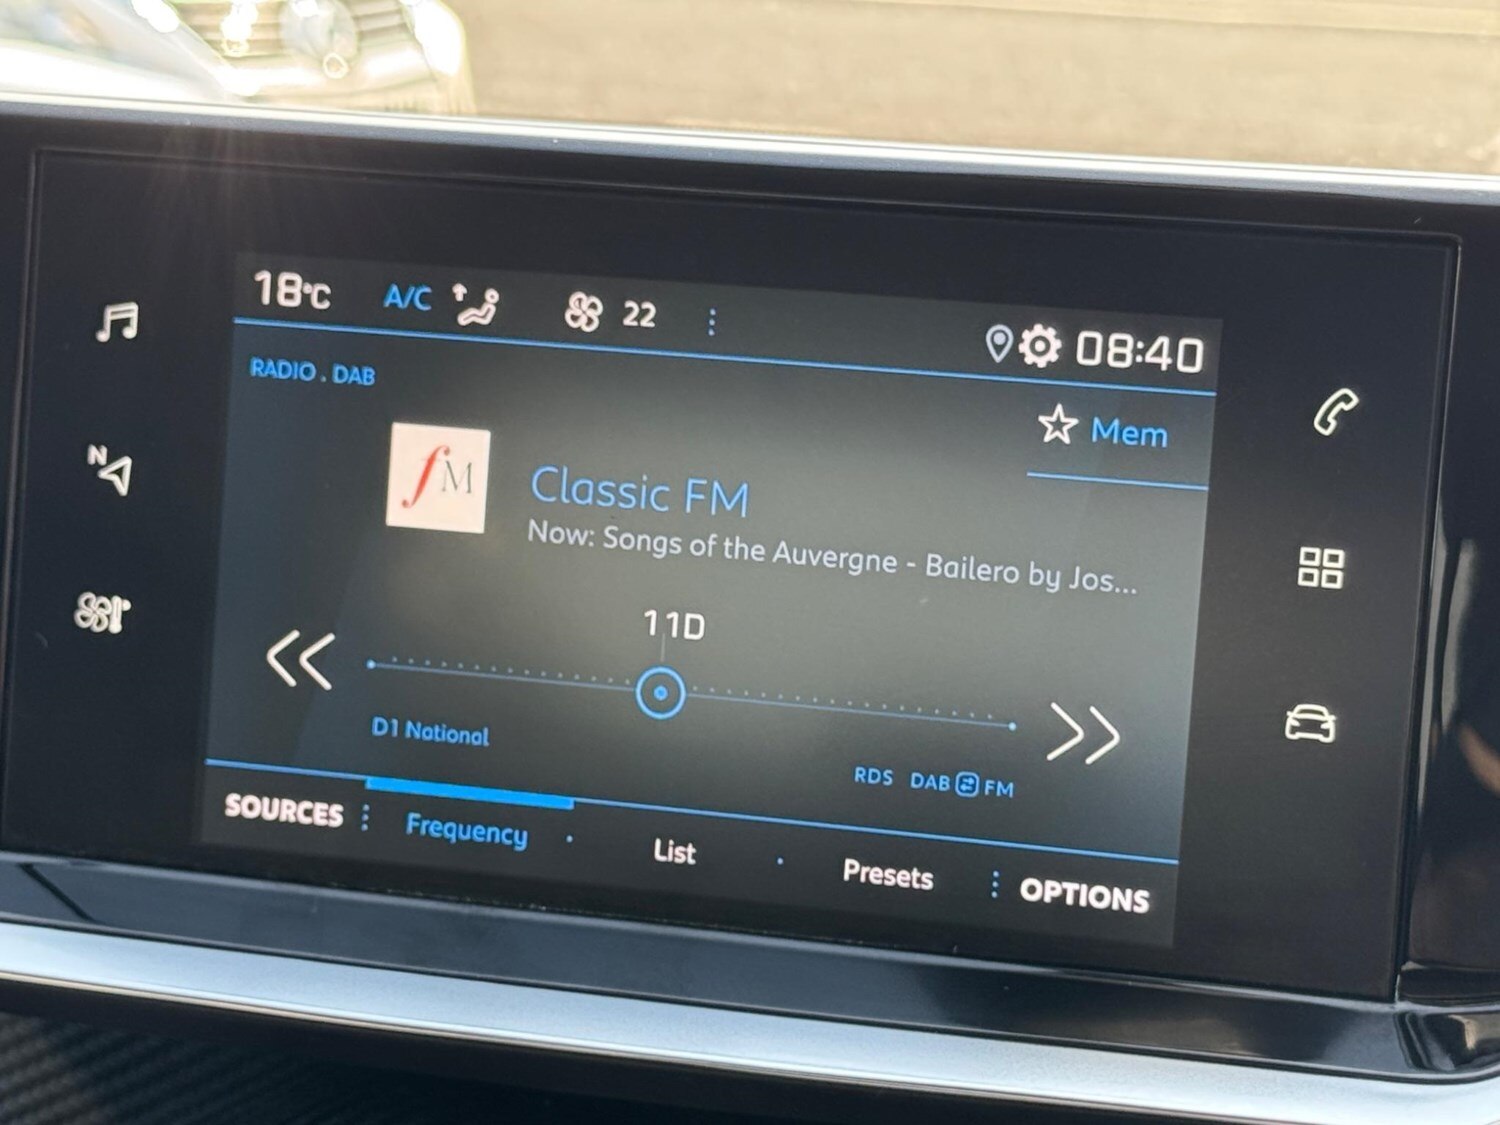 18°C A/C 22 08:40
RADIO . DAB
Mem
fM
Classic FM
Now: Songs of the Auvergne - Bailero by Jos...
N
11D
D1 National
RDS DAB FM
SOURCES Frequency List Presets OPTIONS